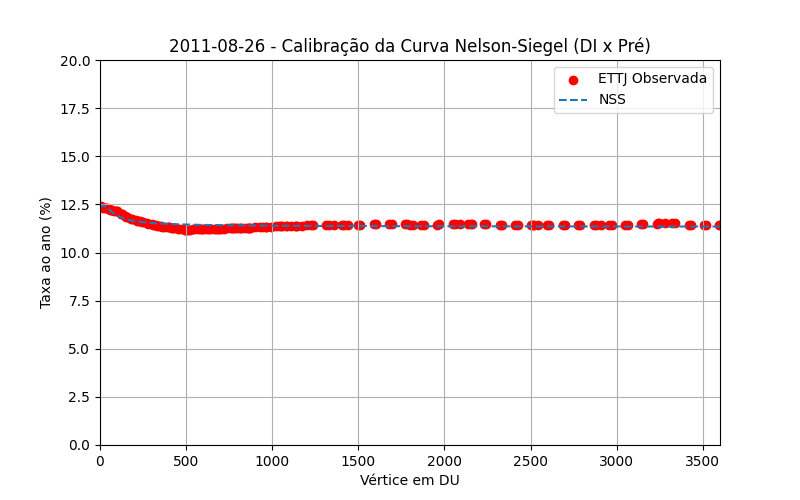 2011-08-26 - Calibração da Curva Nelson-Siegel (DI x Pré)
ETTJ Observada
NSS
Taxa ao ano (%)
20.0
17.5
15.0
12.5
10.0
7.5
5.0
2.5
0.0
0 500 1000 1500 2000 2500 3000 3500
Vértice em DU